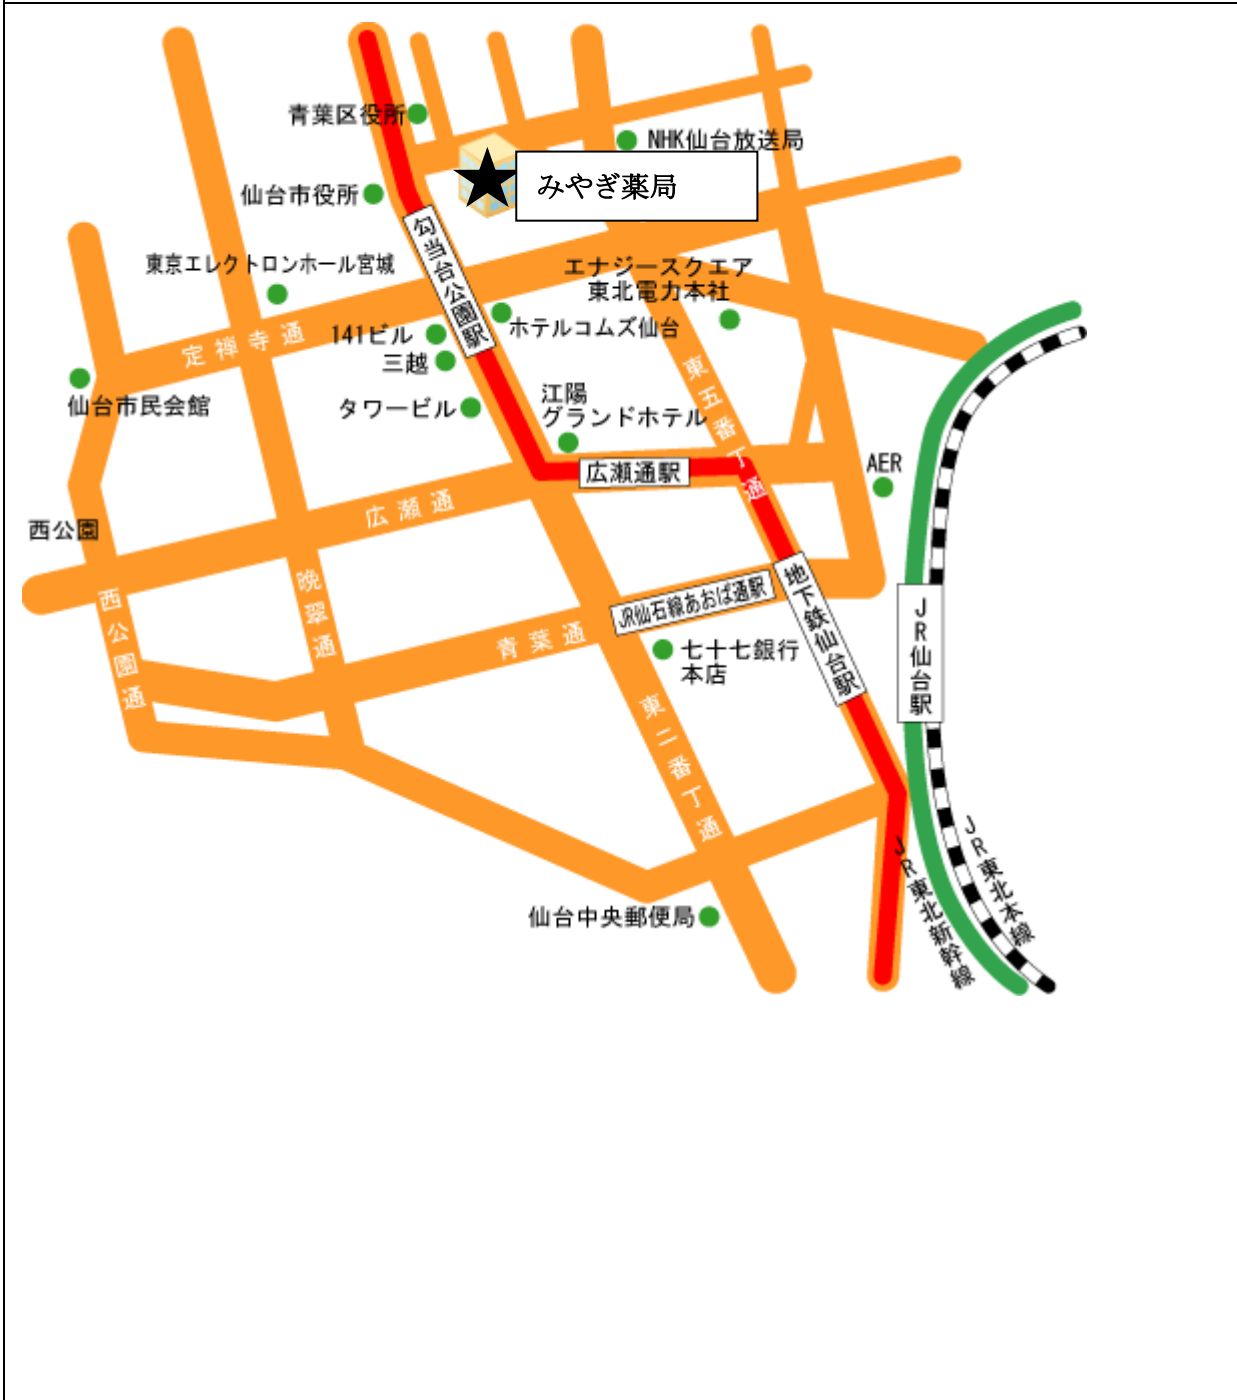 青葉区役所
NHK仙台放送局
みやぎ薬局
仙台市役所
勾当台公園駅
東京エレクトロンホール宮城
エナジースクエア
東北電力本社
ホテルコムズ仙台
定禅寺通
141ビル
三越
仙台市民会館
タワービル
江陽
グランドホテル
東五番丁通
広瀬通駅
AER
広瀬通
西公園
西公園通
晩翠通
JR仙石線あおば通駅
地下鉄仙台駅
JR仙台駅
青葉通
七十七銀行
本店
東二番丁通
JR東北新幹線
JR東北本線
仙台中央郵便局